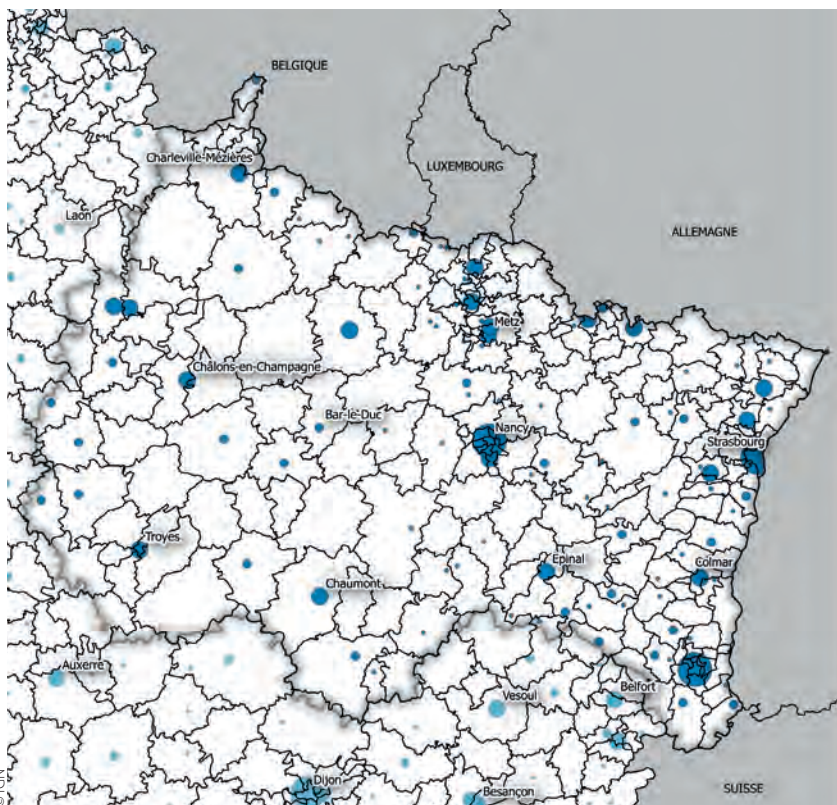 BELGIQUE
Charleville-Mézières
LUXEMBOURG
Laon
ALLEMAGNE
Metz
Châlons-en-Champagne
Bar-le-Duc
Nancy
Strasbourg
Troyes
Epinal
Colmar
Chaumont
Auxerre
Belfort
Vesoul
Dijon
Besançon
SUISSE
© IGN